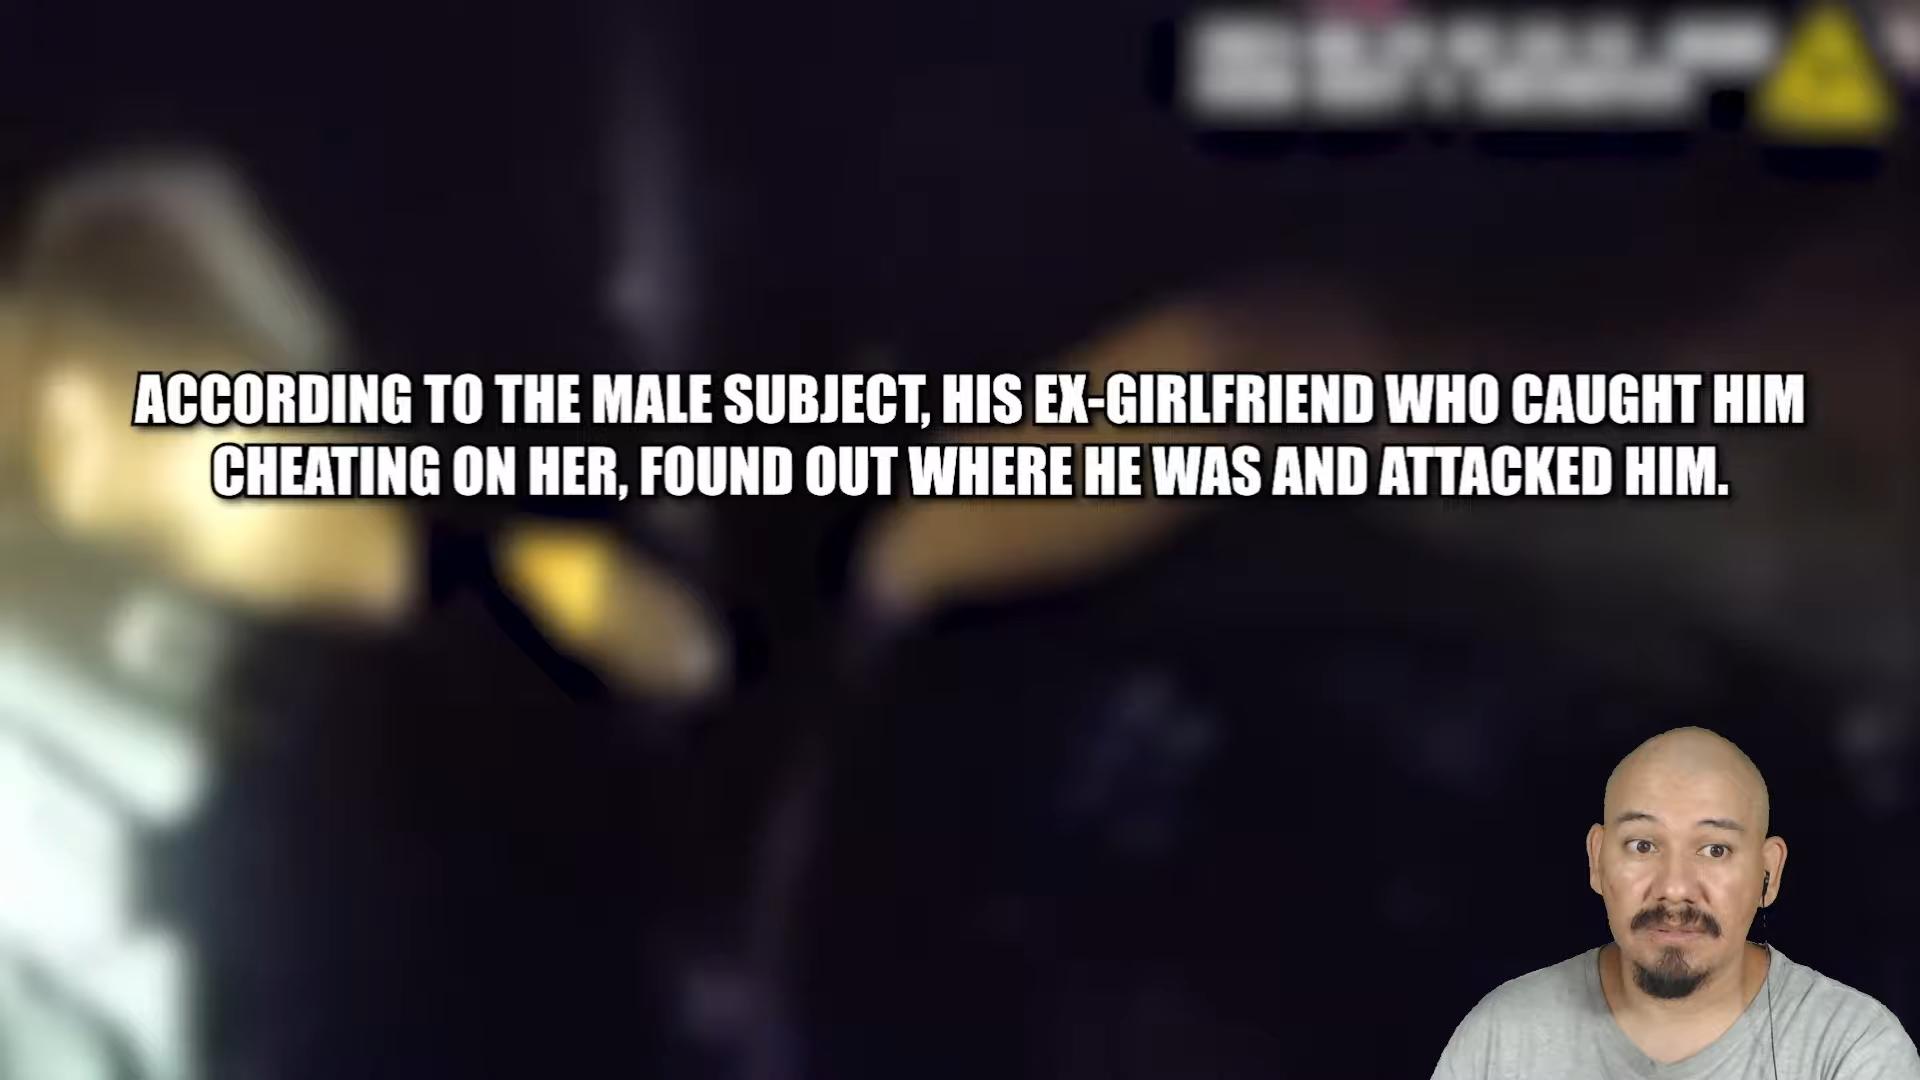 ACCORDING TO THE MALE SUBJECT, HIS EX-GIRLFRIEND WHO CAUGHT HIM
CHEATING ON HER, FOUND OUT WHERE HE WAS AND ATTACKED HIM.